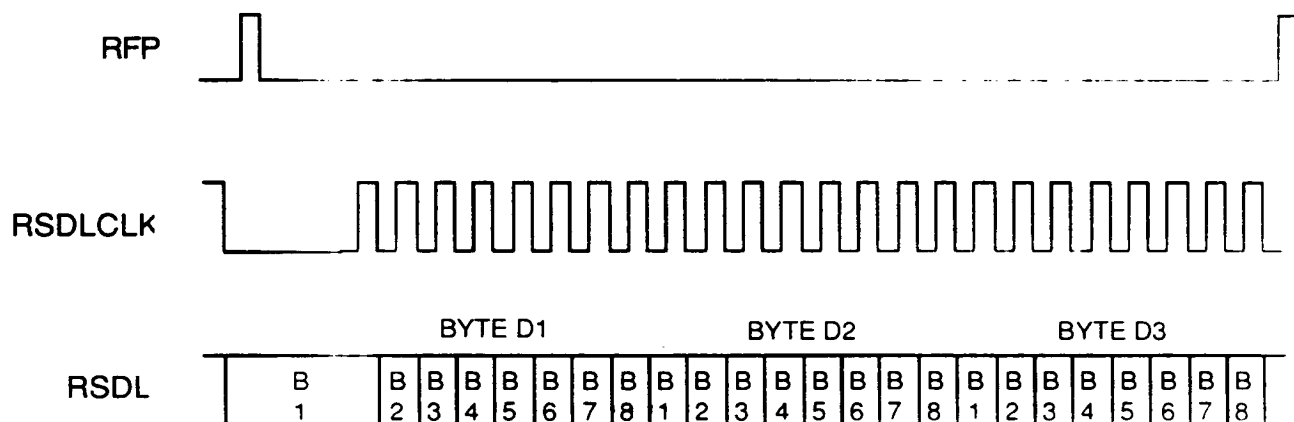 RFP
RSDLCLK
BYTE D1 BYTE D2 BYTE D3
RSDL B B B B B B B B B B B B B B B B B B B B B B B B
1 2 3 4 5 6 7 8 1 2 3 4 5 6 7 8 1 2 3 4 5 6 7 8